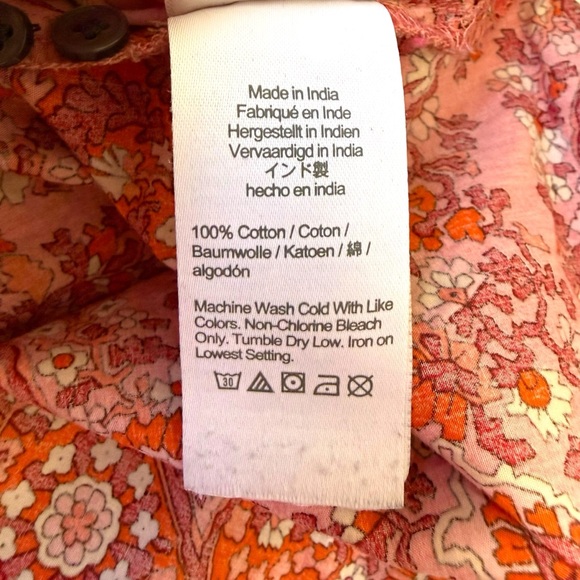 Made in India
Fabriqué en Inde
Hergestellt in Indien
Vervaardigd in India
インド製
hecho en india
100% Cotton / Coton /
Baumwolle / Katoen / 綿 /
algodón
Machine Wash Cold With Like
Colors. Non-Chlorine Bleach
Only. Tumble Dry Low. Iron on
Lowest Setting.
30